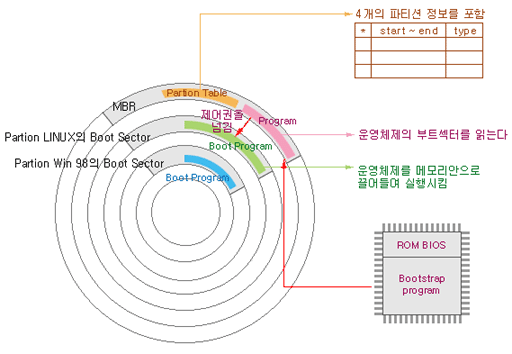 4개의 파티션 정보를 포함
* start ~ end type
Partion Table
MBR
제어권을
넘김
Program
Partion LINUX의 Boot Sector
Boot Program
운영체제의 부트섹터를 읽는다
Partion Win 98의 Boot Sector
Boot Program
운영체제를 메모리안으로
끌어들여 실행시킴
ROM BIOS
Bootstrap
program